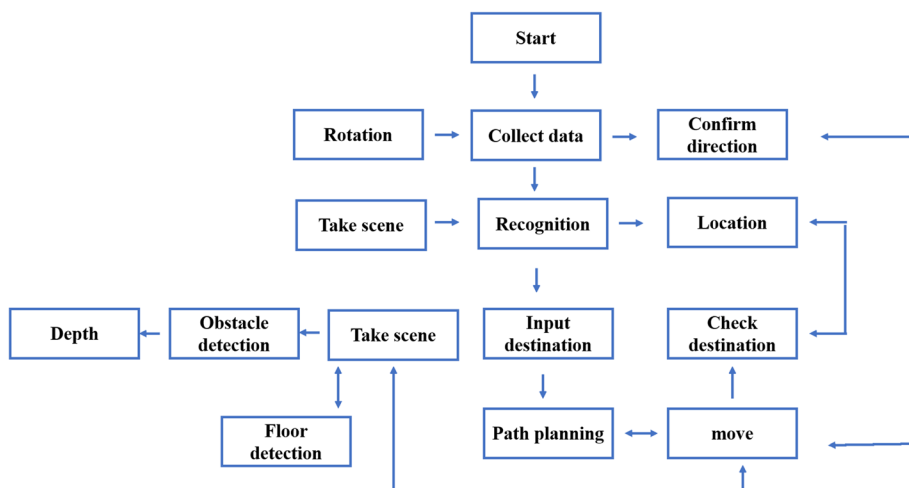 Start
Rotation
Collect data
Confirm
direction
Take scene
Recognition
Location
Depth
Obstacle
detection
Take scene
Input
destination
Check
destination
Floor
detection
Path planning
move